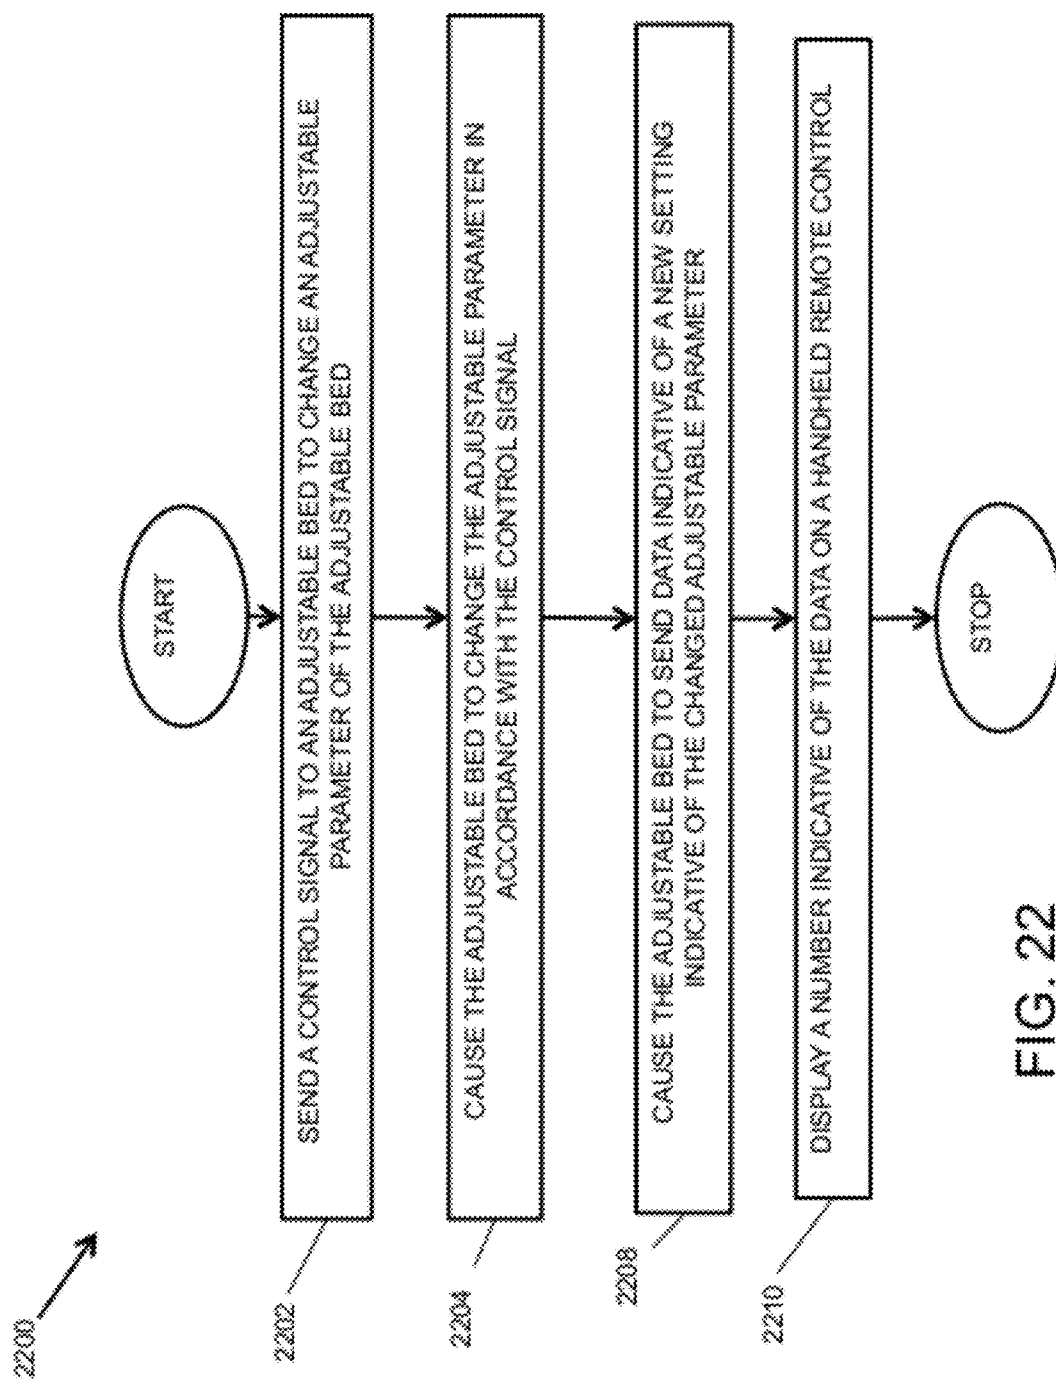 2200
START
2202
SEND A CONTROL SIGNAL TO AN ADJUSTABLE BED TO CHANGE AN ADJUSTABLE
PARAMETER OF THE ADJUSTABLE BED
2204
CAUSE THE ADJUSTABLE BED TO CHANGE THE ADJUSTABLE PARAMETER IN
ACCORDANCE WITH THE CONTROL SIGNAL
2208
CAUSE THE ADJUSTABLE BED TO SEND DATA INDICATIVE OF A NEW SETTING
INDICATIVE OF THE CHANGED ADJUSTABLE PARAMETER
2210
DISPLAY A NUMBER INDICATIVE OF THE DATA ON A HANDHELD REMOTE CONTROL
STOP
FIG. 22